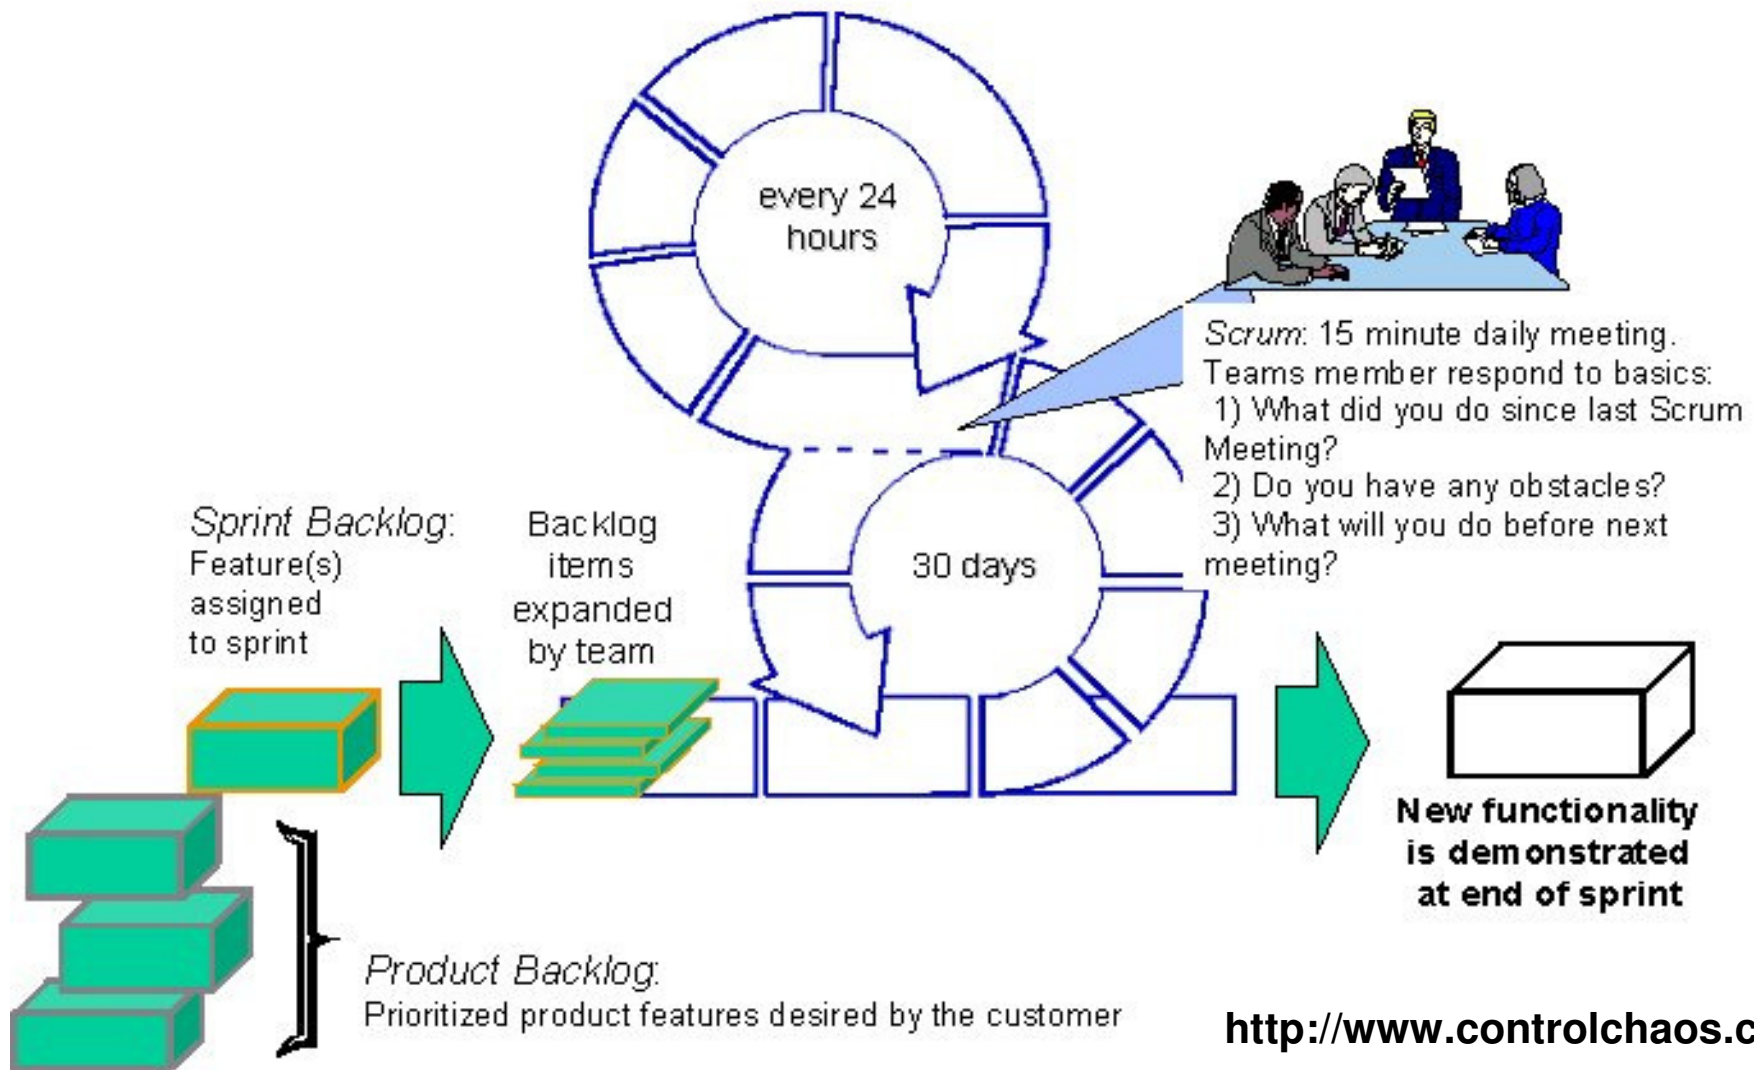 every 24
hours
Scrum: 15 minute daily meeting.
Teams member respond to basics:
1) What did you do since last Scrum
Meeting?
2) Do you have any obstacles?
3) What will you do before next
meeting?
Sprint Backlog:
Feature(s)
assigned
to sprint
Backlog
items
expanded
by team
30 days
New functionality
is demonstrated
at end of sprint
Product Backlog:
Prioritized product features desired by the customer
http://www.controlchaos.c